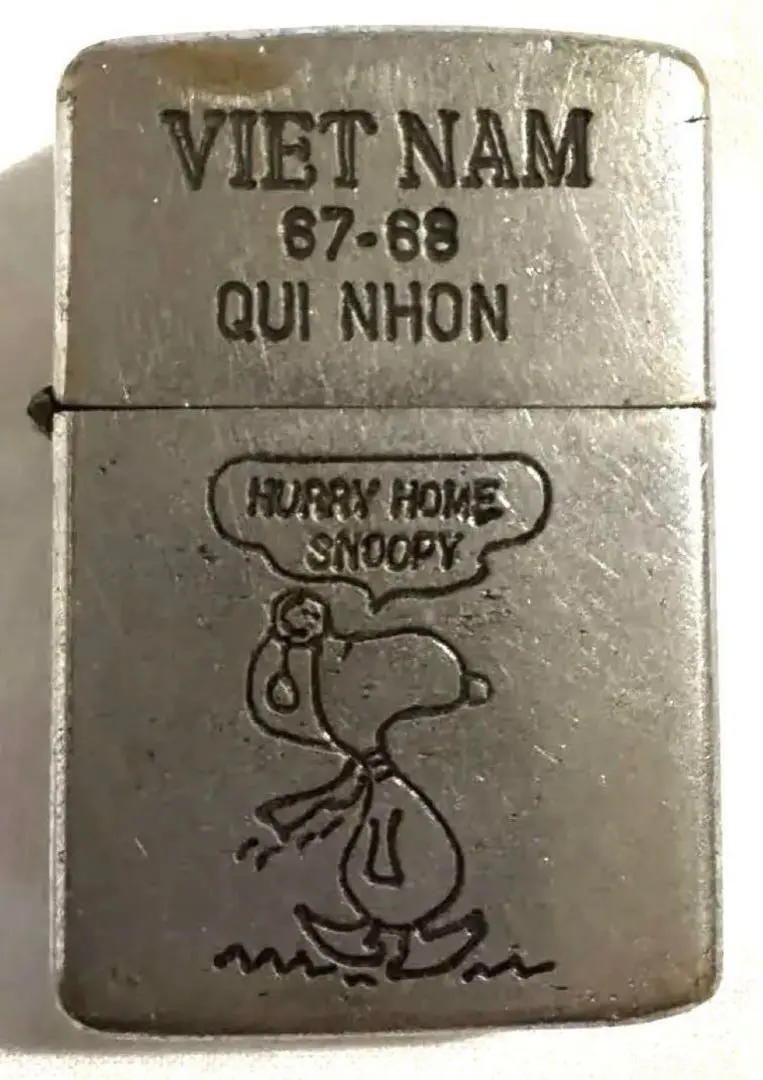 VIET NAM
67-68
QUI NHON
HURRY HOME
SNOOPY